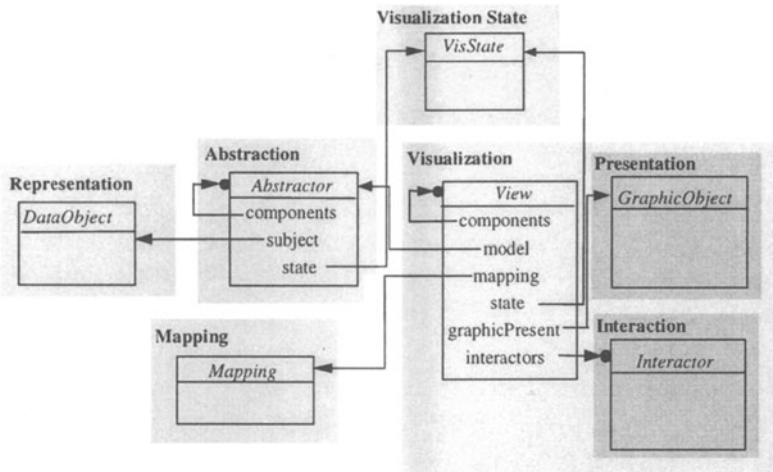 Visualization State
VisState
Abstraction
Abstractor
components
subject
state
Representation
DataObject
Visualization
View
components
model
mapping
state
graphicPresent
interactors
Presentation
GraphicObject
Mapping
Mapping
Interaction
Interactor